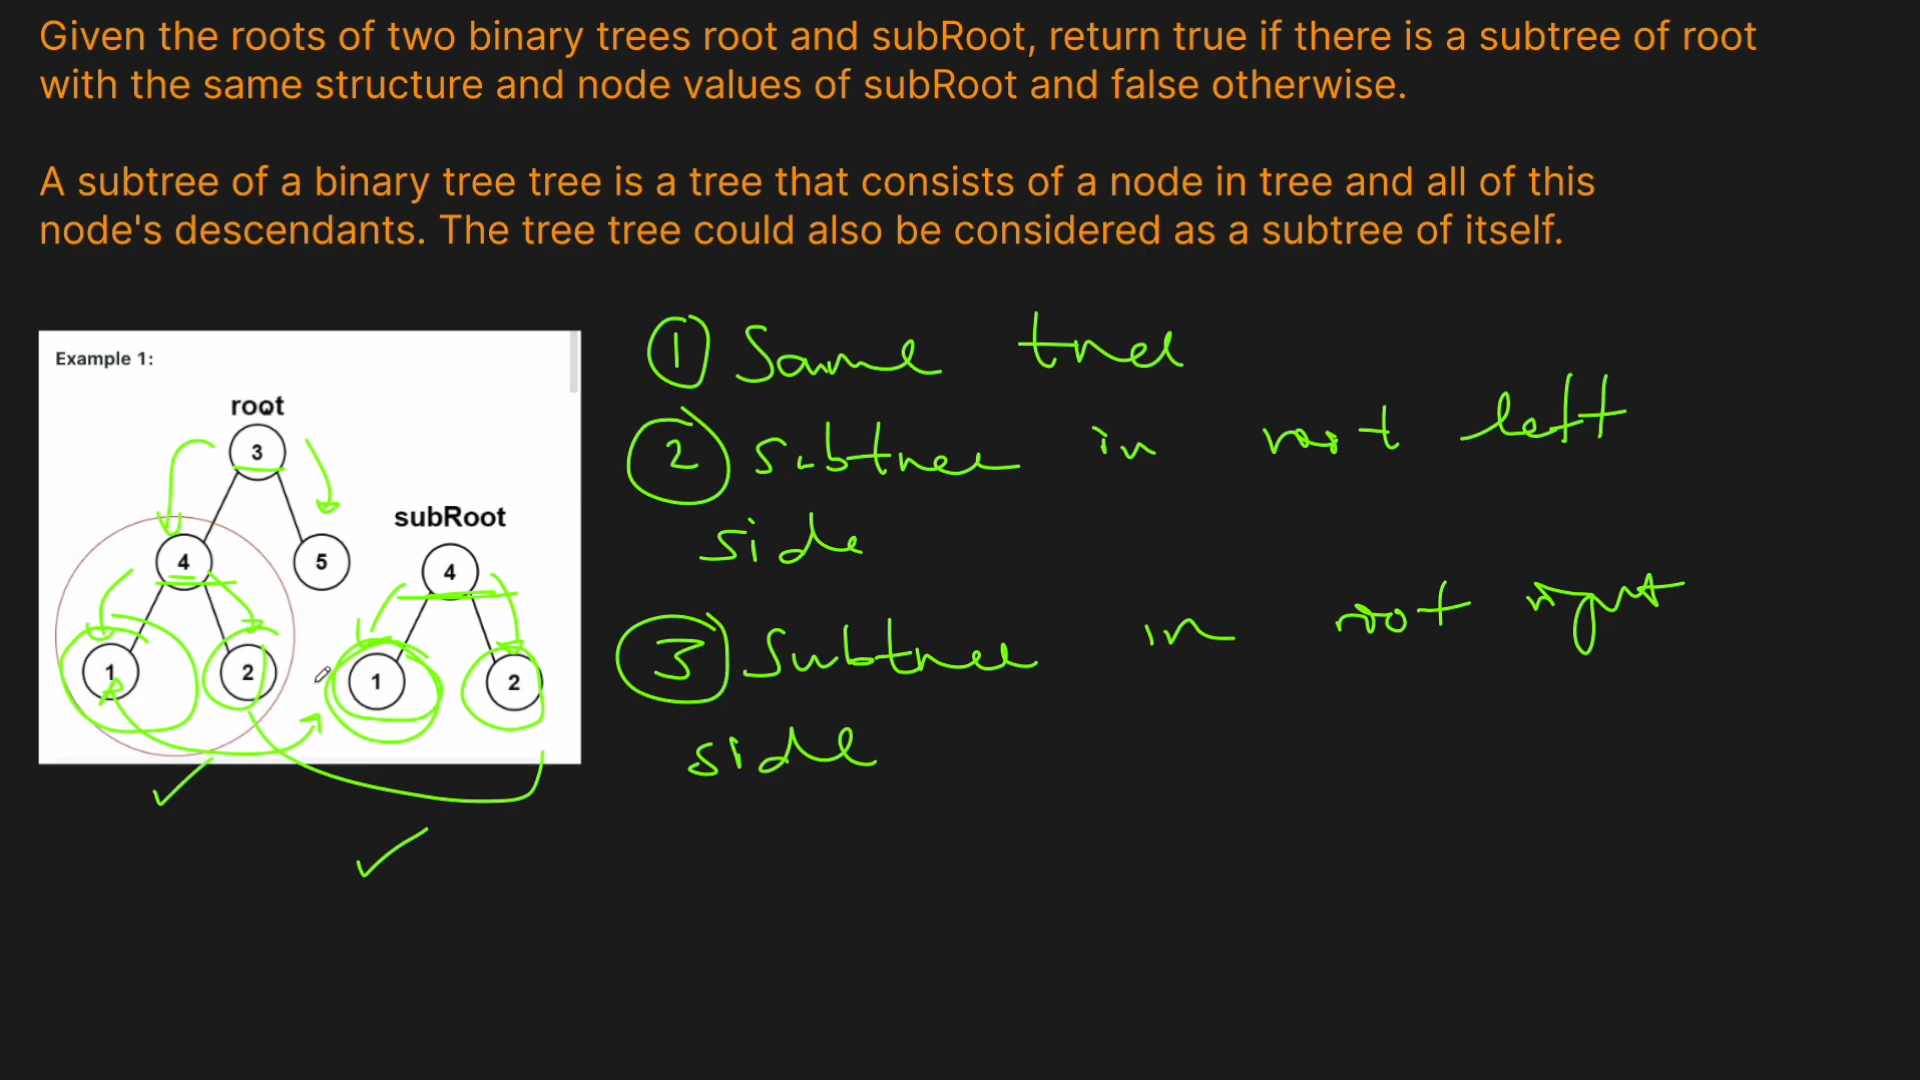 Given the roots of two binary trees root and subRoot, return true if there is a subtree of root
with the same structure and node values of subRoot and false otherwise.
A subtree of a binary tree tree is a tree that consists of a node in tree and all of this
node's descendants. The tree tree could also be considered as a subtree of itself.
Example 1:
root
3
4
5
1
2
subRoot
4
1
2
1 Same tree
2 subtree in root left
side
3 Subtree in root right
side